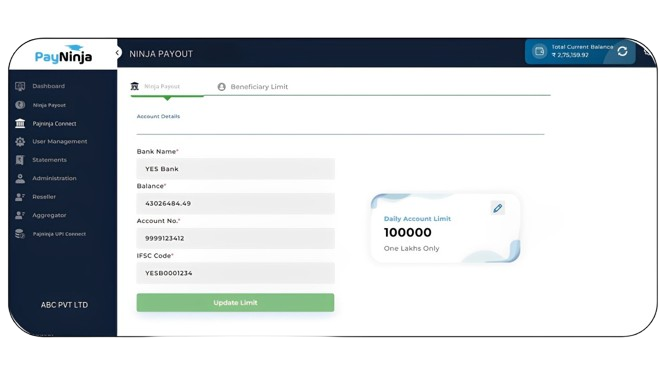 PayNinja
NINJA PAYOUT
Total Current Balance
₹ 2,75,159.92
Dashboard
Ninja Payout
Payninja Connect
User Management
Statements
Administration
Reseller
Aggregator
Payninja UPI Connect
ABC PVT LTD
Ninja Payout
Beneficiary Limit
Account Details
Bank Name*
YES Bank
Balance*
43026484.49
Account No.*
9999123412
IFSC Code*
YESB0001234
Update Limit
Daily Account Limit
100000
One Lakhs Only